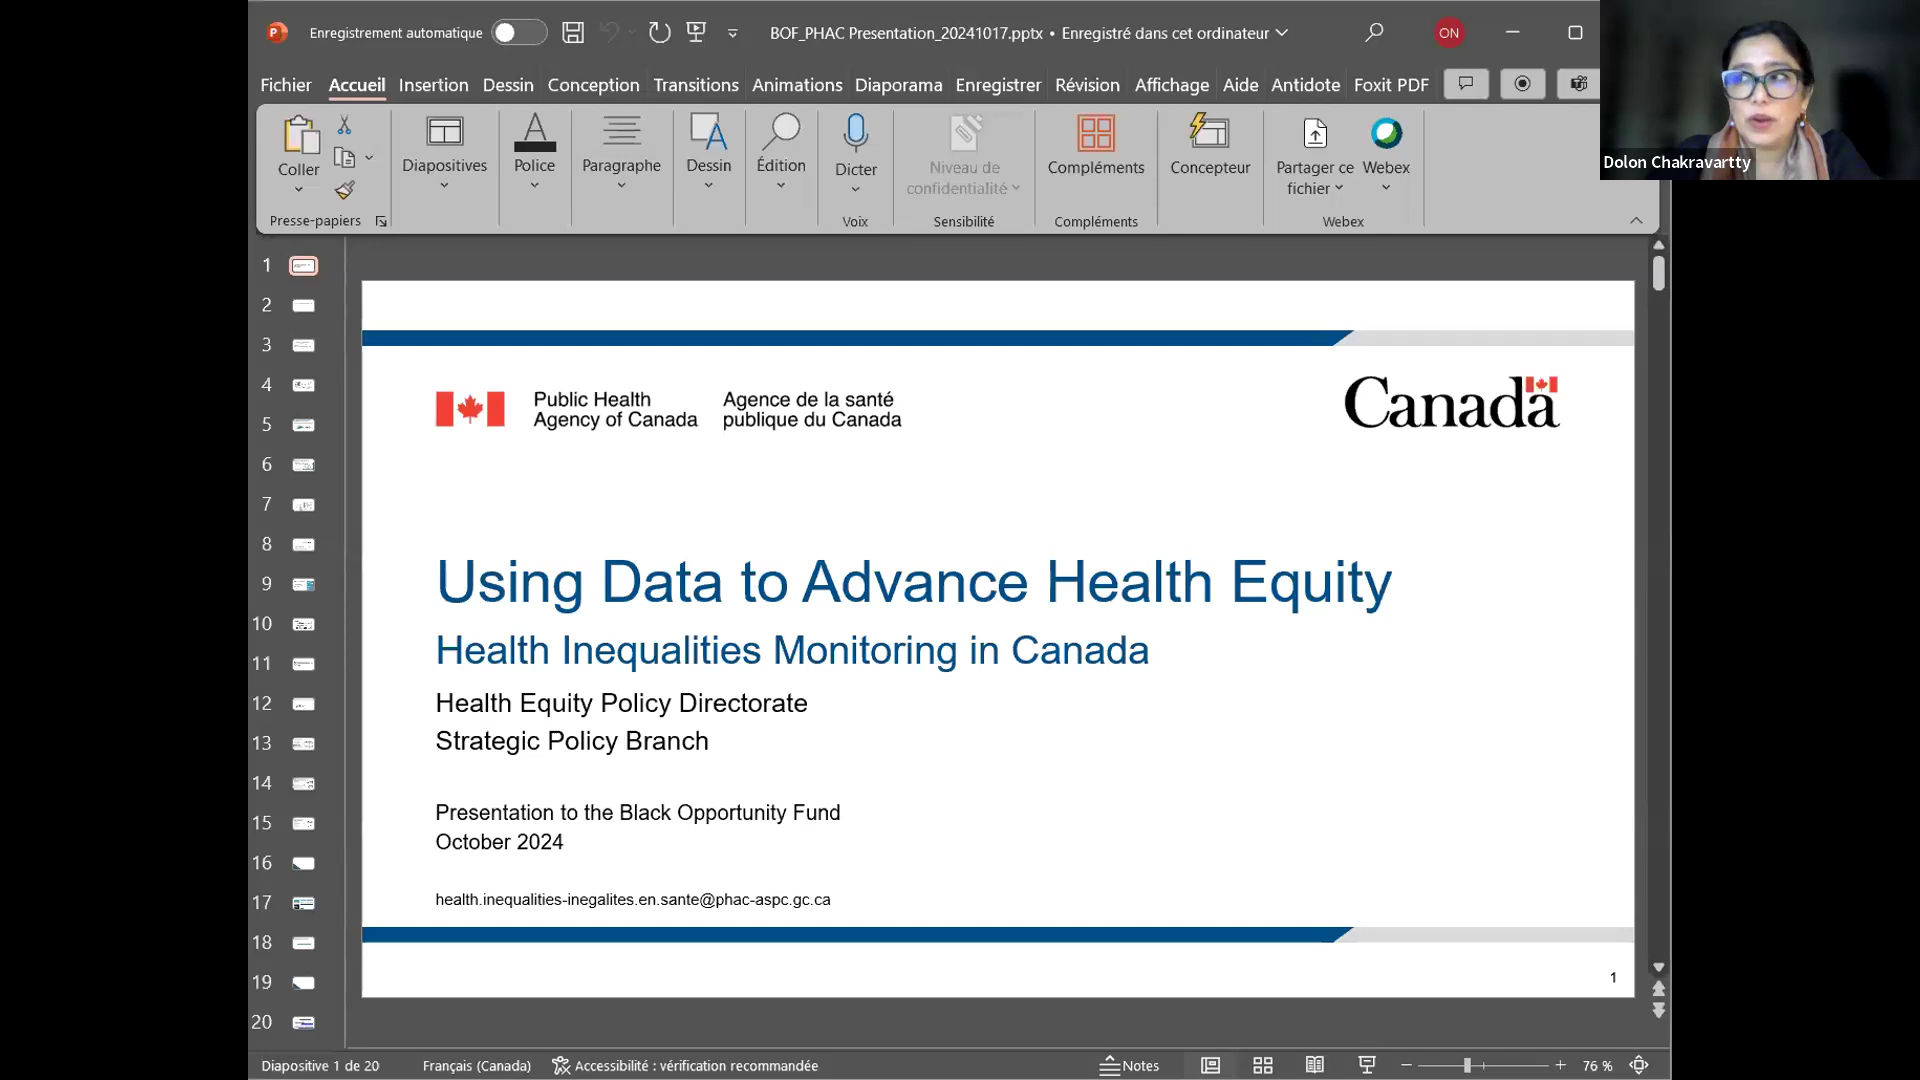 Enregistrement automatique
BOF_PHAC Presentation_20241017.pptx • Enregistré dans cet ordinateur
ON
Fichier Accueil Insertion Dessin Conception Transitions Animations Diaporama Enregistrer Révision Affichage Aide Antidote Foxit PDF
Coller
Diapositives
Police
Paragraphe
Dessin
Édition
Dicter
Niveau de
confidentialité
Compléments
Concepteur
Partager ce
fichier
Webex
Presse-papiers
Voix
Sensibilité
Compléments
Webex
Dolon Chakravartty
1
2
3
4
5
6
7
8
9
10
11
12
13
14
15
16
17
18
19
20
Public Health
Agency of Canada
Agence de la santé
publique du Canada
Canada
Using Data to Advance Health Equity
Health Inequalities Monitoring in Canada
Health Equity Policy Directorate
Strategic Policy Branch
Presentation to the Black Opportunity Fund
October 2024
health.inequalities-inegalites.en.sante@phac-aspc.gc.ca
1
Diapositive 1 de 20
Français (Canada)
Accessibilité : vérification recommandée
Notes
76 %